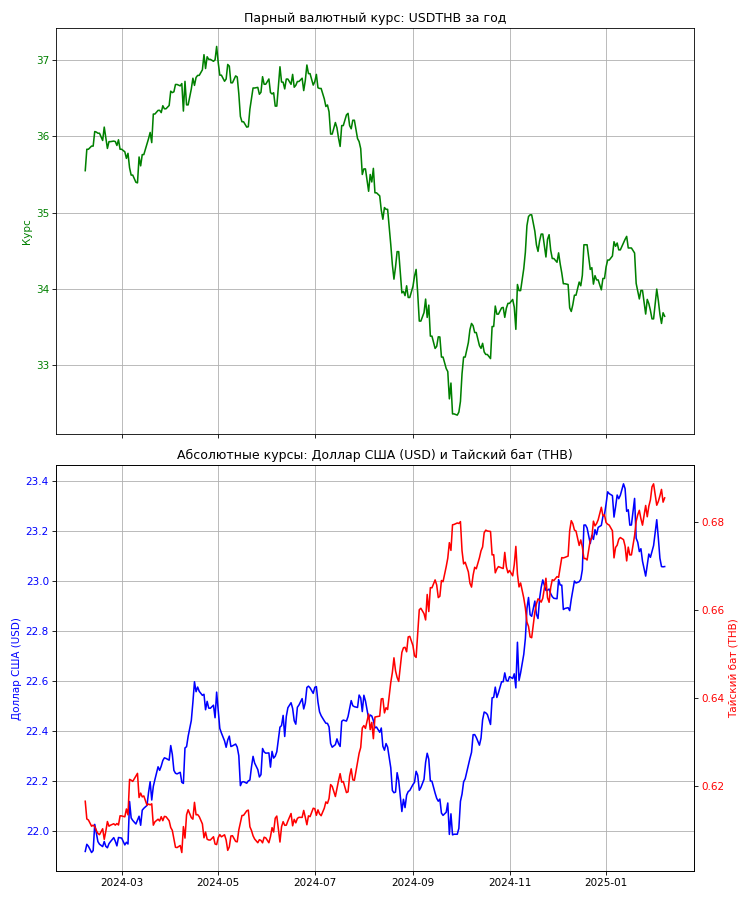 Парный валютный курс: USDTHB за год
37
36
35
34
33
Курс
Абсолютные курсы: Доллар США (USD) и Тайский бат (THB)
23.4
23.2
23.0
22.8
22.6
22.4
22.2
22.0
Доллар США (USD)
0.68
0.66
0.64
0.62
Тайский бат (THB)
2024-03 2024-05 2024-07 2024-09 2024-11 2025-01